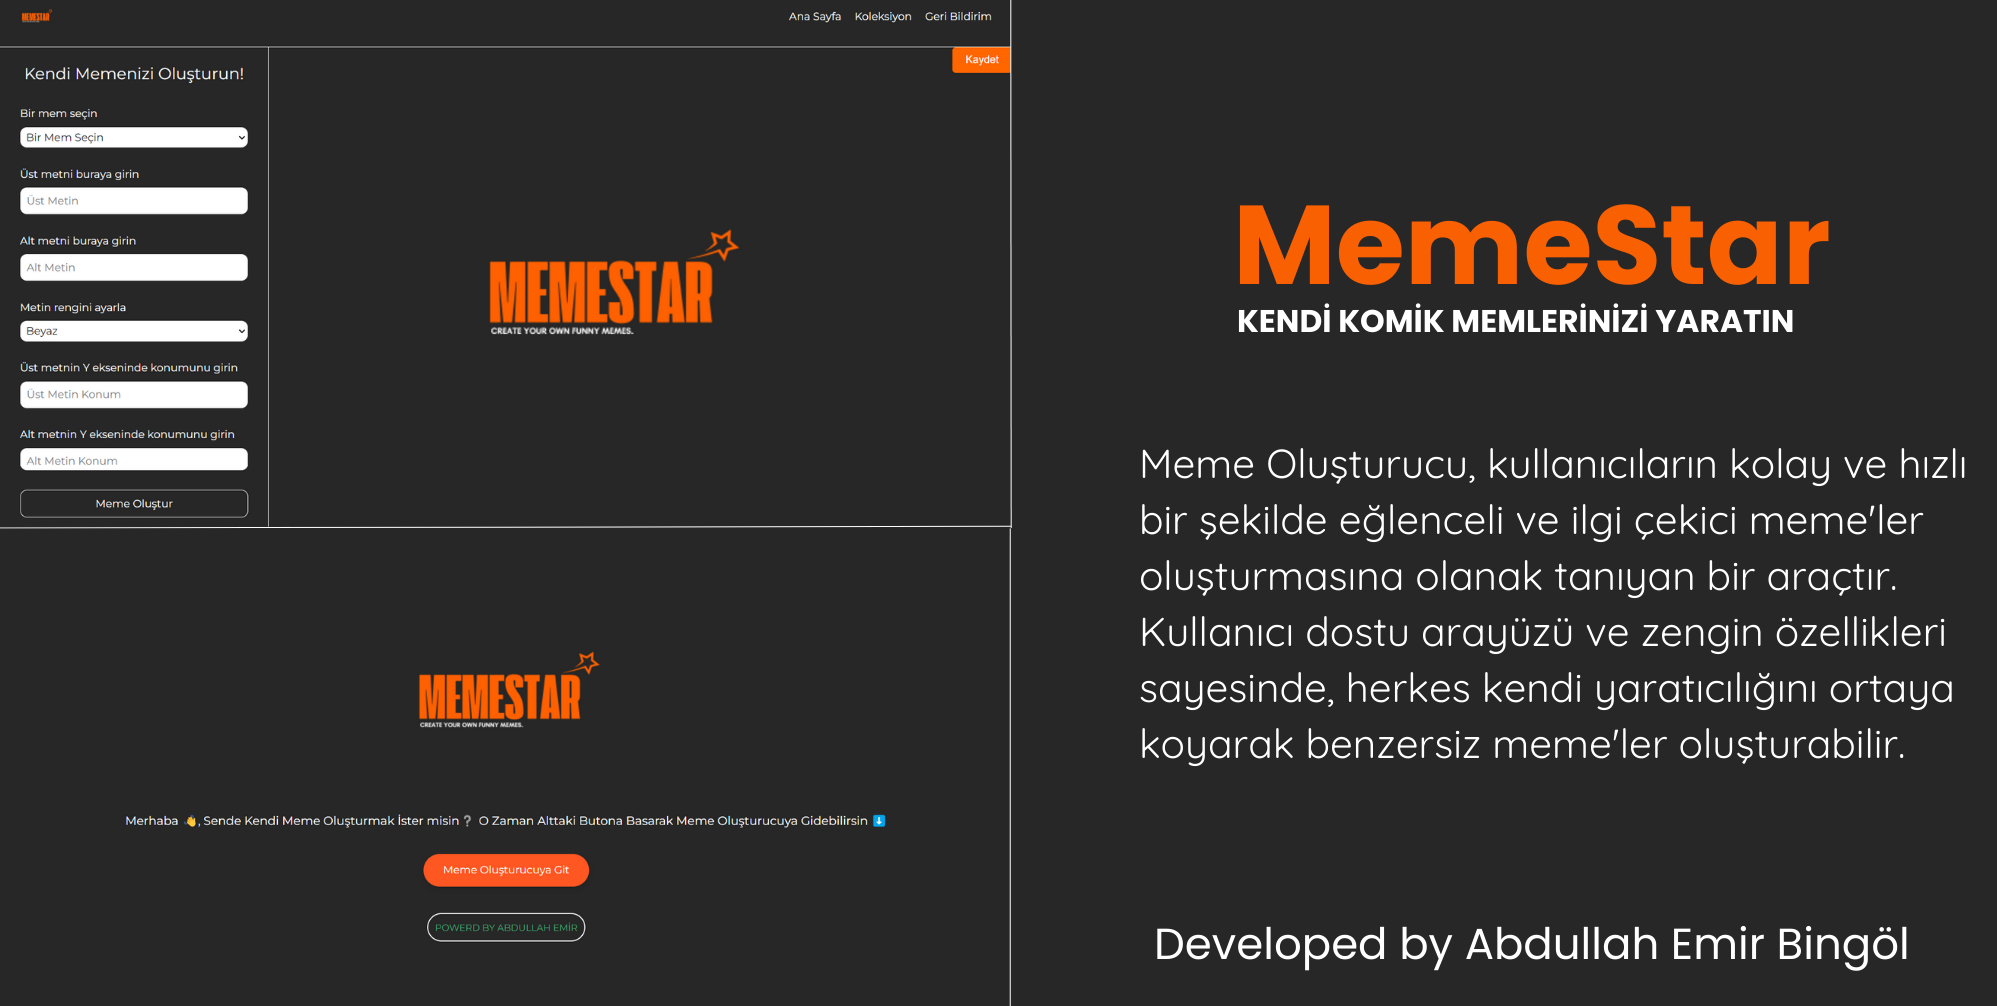 MEMESTAR
Ana Sayfa Koleksiyon Geri Bildirim
Kaydet
Kendi Memenizi Oluşturun!
Bir mem seçin
Bir Mem Seçin
Üst metni buraya girin
Üst Metin
Alt metni buraya girin
Alt Metin
Metin rengini ayarla
Beyaz
Üst metnin Y ekseninde konumunu girin
Üst Metin Konum
Alt metnin Y ekseninde konumunu girin
Alt Metin Konum
Meme Oluştur
MEMESTAR
CREATE YOUR OWN FUNNY MEMES.
MEMESTAR
CREATE YOUR OWN FUNNY MEMES.
Merhaba 👋, Sende Kendi Meme Oluşturmak İster misin ❔ O Zaman Alttaki Butona Basarak Meme Oluşturucuya Gidebilirsin ⬇️
Meme Oluşturucuya Git
POWERD BY ABDULLAH EMİR
MemeStar
KENDİ KOMİK MEMLERİNİZİ YARATIN
Meme Oluşturucu, kullanıcıların kolay ve hızlı
bir şekilde eğlenceli ve ilgi çekici meme'ler
oluşturmasına olanak tanıyan bir araçtır.
Kullanıcı dostu arayüzü ve zengin özellikleri
sayesinde, herkes kendi yaratıcılığını ortaya
koyarak benzersiz meme'ler oluşturabilir.
Developed by Abdullah Emir Bingöl